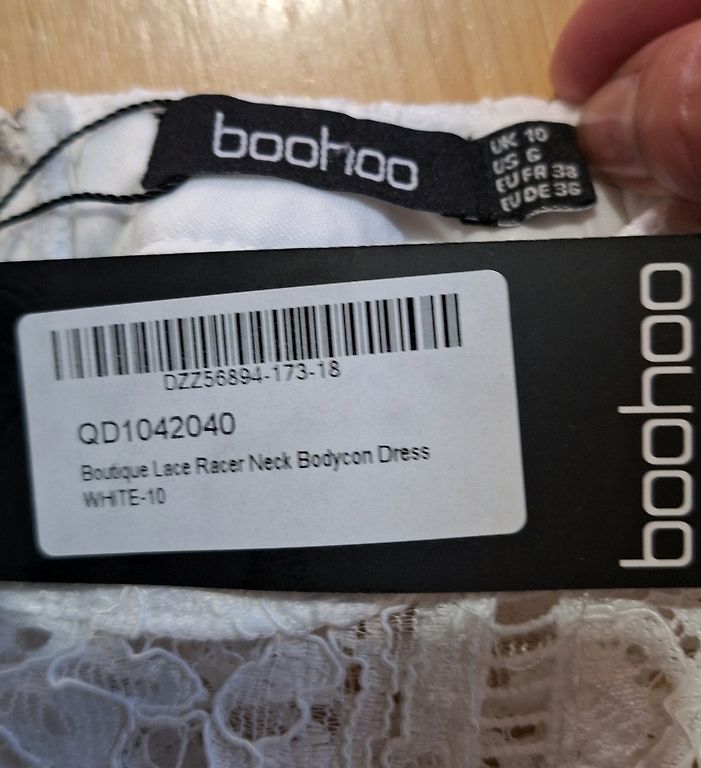 boohoo
UK 10
US 6
EU FR 38
EU DE 36
DZZ56894-173-18
QD1042040
Boutique Lace Racer Neck Bodycon Dress
WHITE-10
boohoo